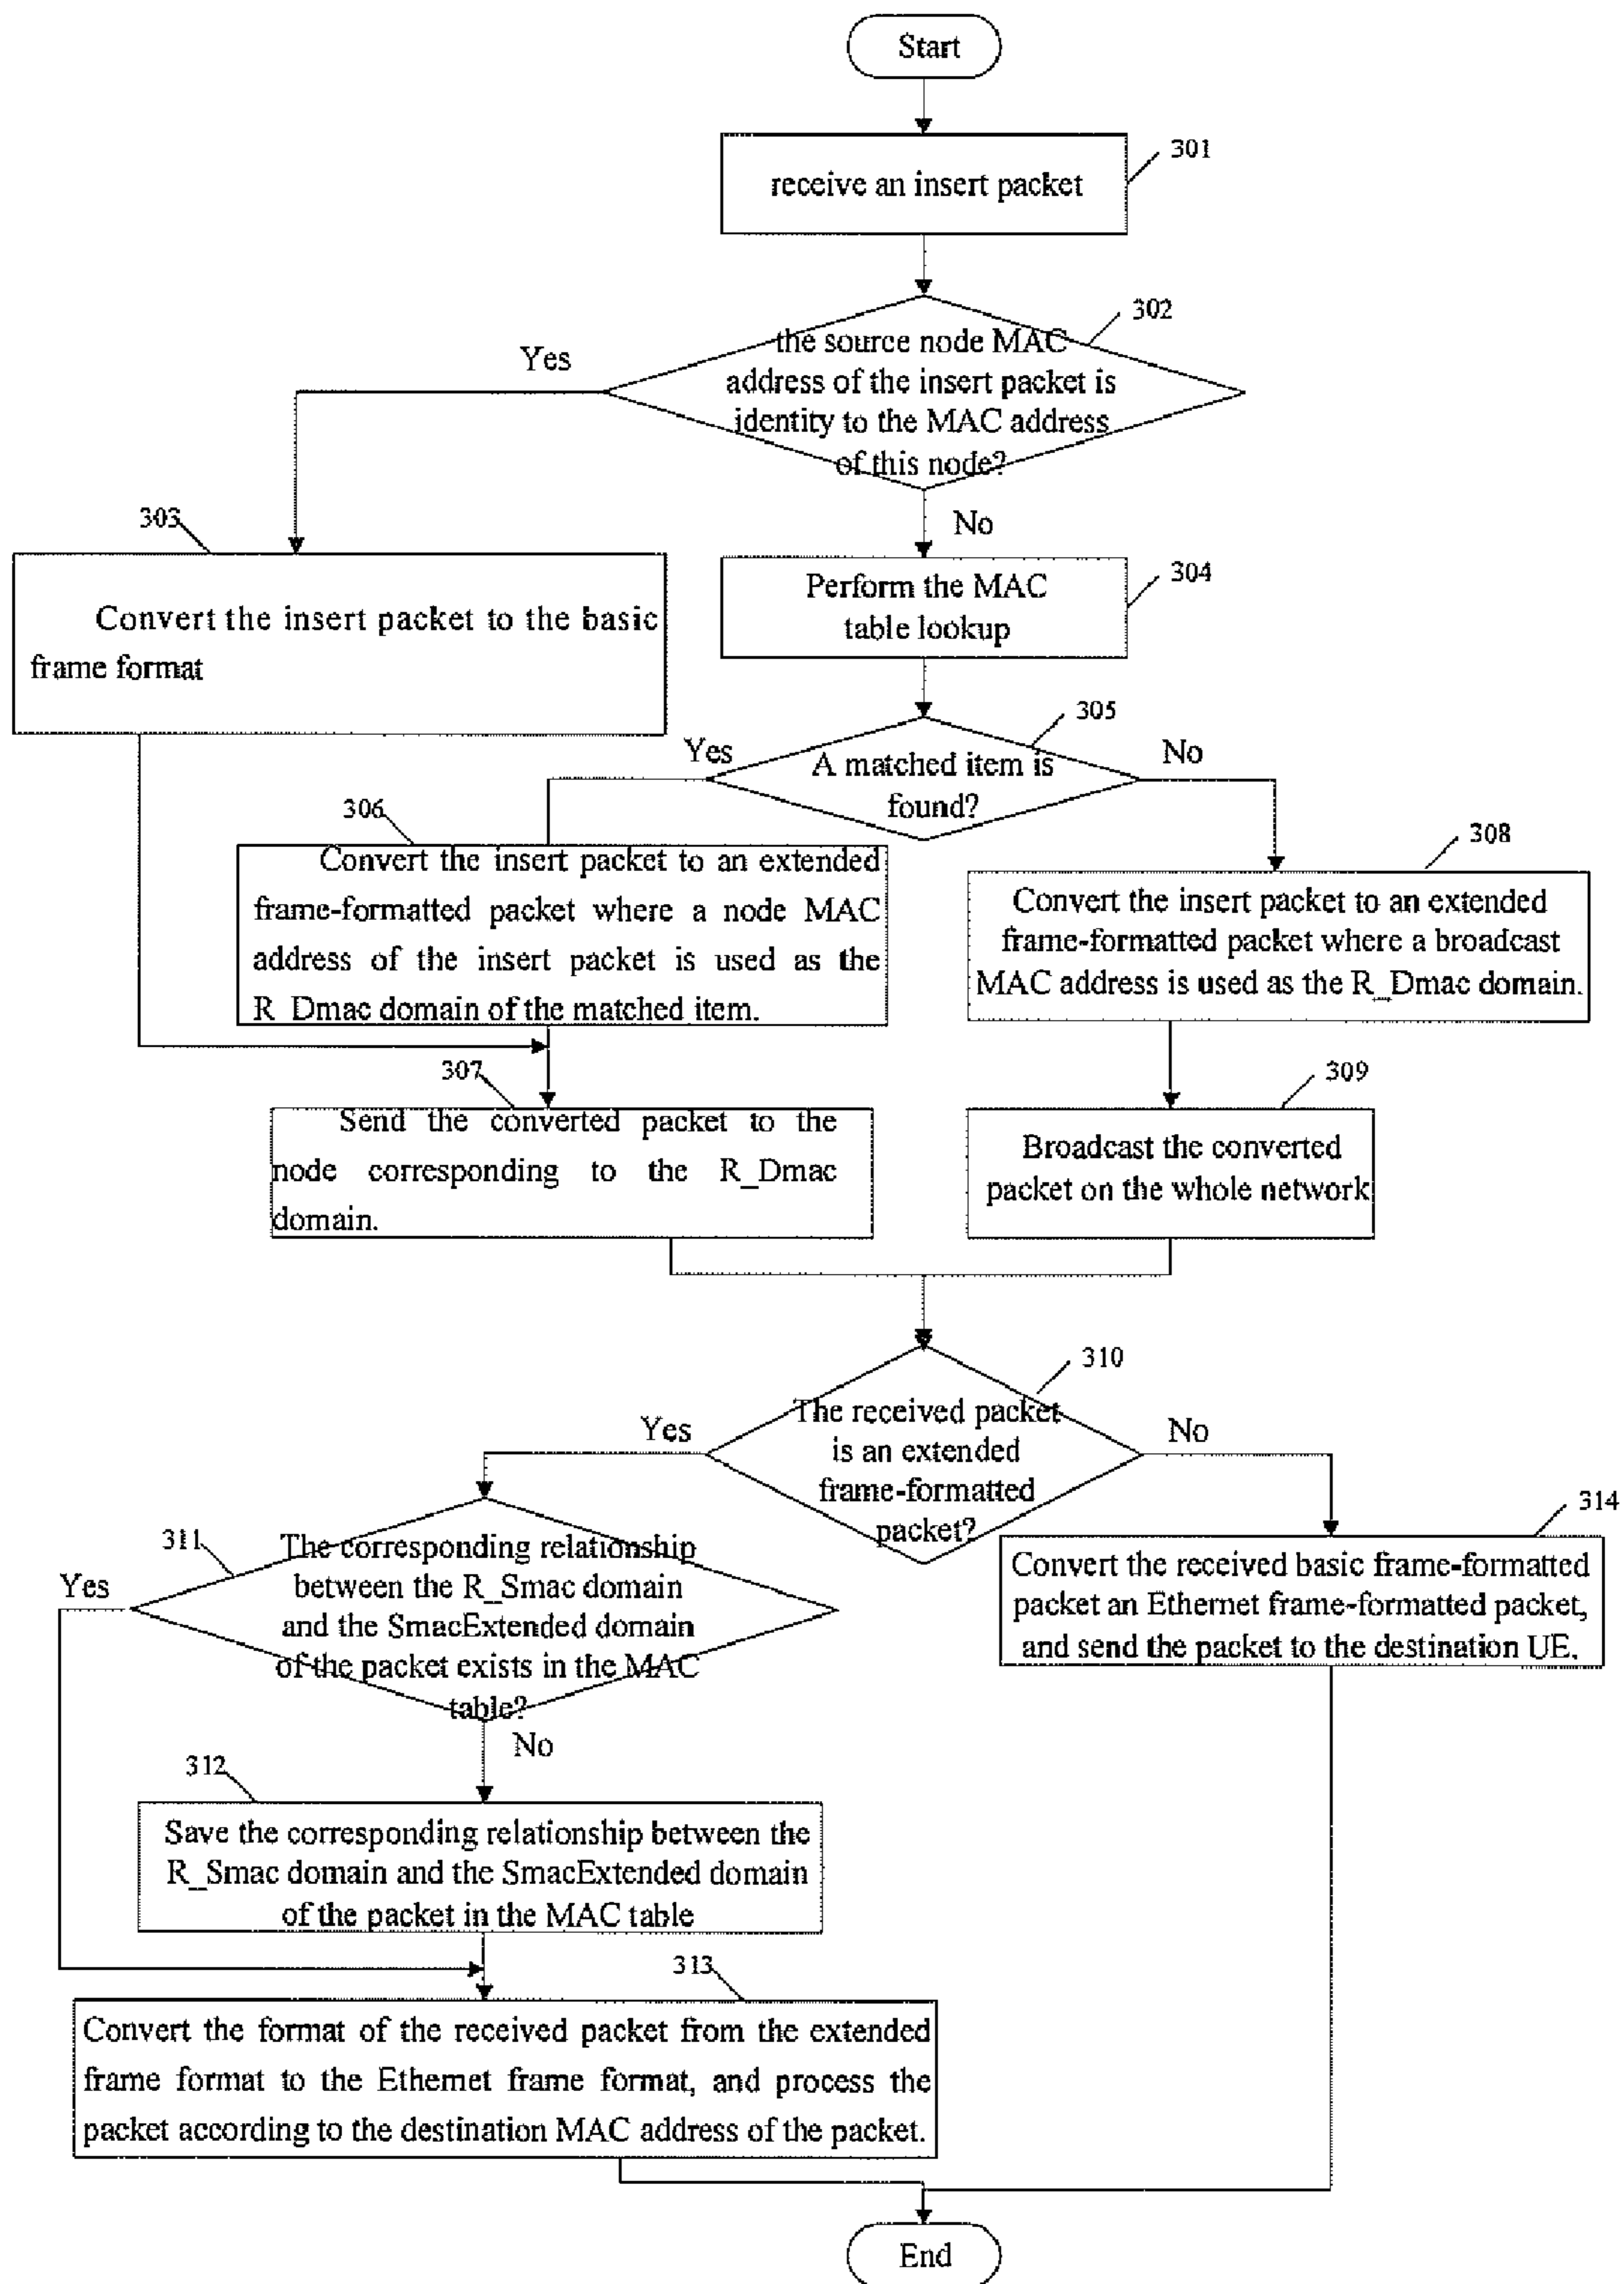 Start
301
receive an insert packet
302
the source node MAC
address of the insert packet is
identity to the MAC address
of this node?
Yes
No
303
Convert the insert packet to the basic
frame format
304
Perform the MAC
table lookup
305
A matched item is
found?
Yes
No
306
Convert the insert packet to an extended
frame-formatted packet where a node MAC
address of the insert packet is used as the
R_Dmac domain of the matched item.
308
Convert the insert packet to an extended
frame-formatted packet where a broadcast
MAC address is used as the R_Dmac domain.
307
Send the converted packet to the
node corresponding to the R_Dmac
domain.
309
Broadcast the converted
packet on the whole network
310
The received packet
is an extended
frame-formatted
packet?
Yes
No
311
The corresponding relationship
between the R_Smac domain
and the SmacExtended domain
of the packet exists in the MAC
table?
Yes
No
314
Convert the received basic frame-formatted
packet an Ethernet frame-formatted packet,
and send the packet to the destination UE.
312
Save the corresponding relationship between the
R_Smac domain and the SmacExtended domain
of the packet in the MAC table
313
Convert the format of the received packet from the extended
frame format to the Ethernet frame format, and process the
packet according to the destination MAC address of the packet.
End